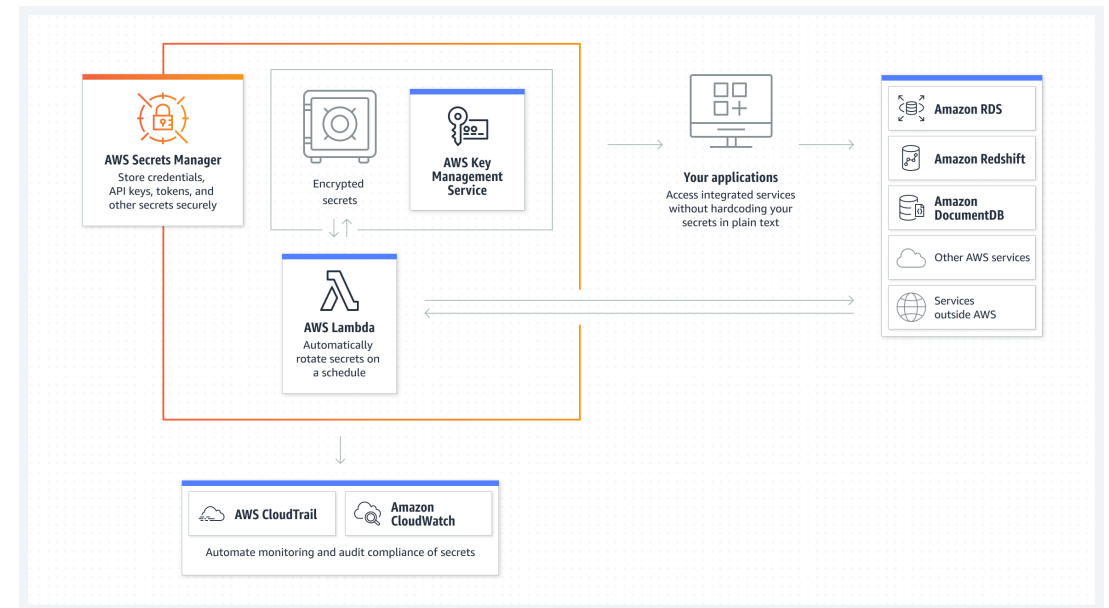 AWS Secrets Manager
Store credentials,
API keys, tokens, and
other secrets securely
Encrypted
secrets
AWS Key
Management
Service
AWS Lambda
Automatically
rotate secrets on
a schedule
Your applications
Access integrated services
without hardcoding your
secrets in plain text
Amazon RDS
Amazon Redshift
Amazon
DocumentDB
Other AWS services
Services
outside AWS
AWS CloudTrail
Amazon
CloudWatch
Automate monitoring and audit compliance of secrets